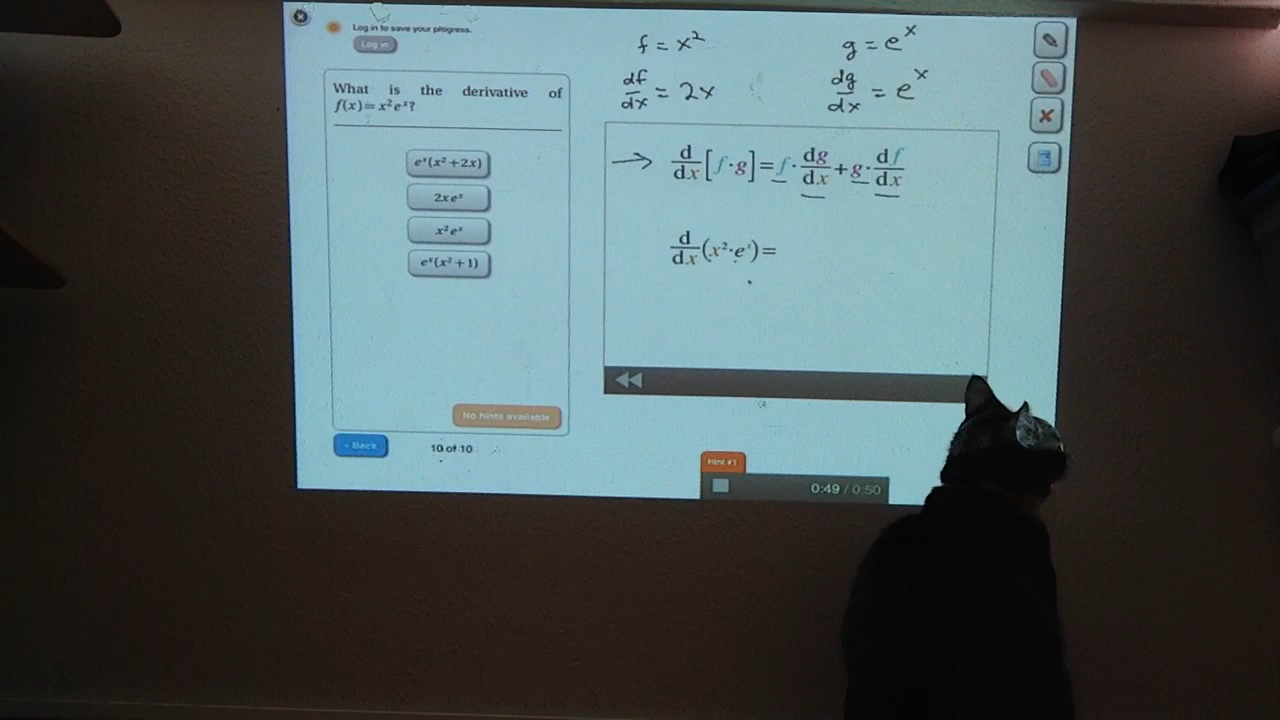 Log in to save your progress.
Log in
What is the derivative of
f(x)=x²eˣ?
eˣ(x²+2x)
2xeˣ
x²eˣ
eˣ(x²+1)
No hints available
‹ Back
10 of 10
f = x²
g = eˣ
df/dx = 2x
dg/dx = eˣ
→ d/dx[f·g]=f·dg/dx+g·df/dx
d/dx(x²·eˣ)=
Hint #1
0:49 / 0:50